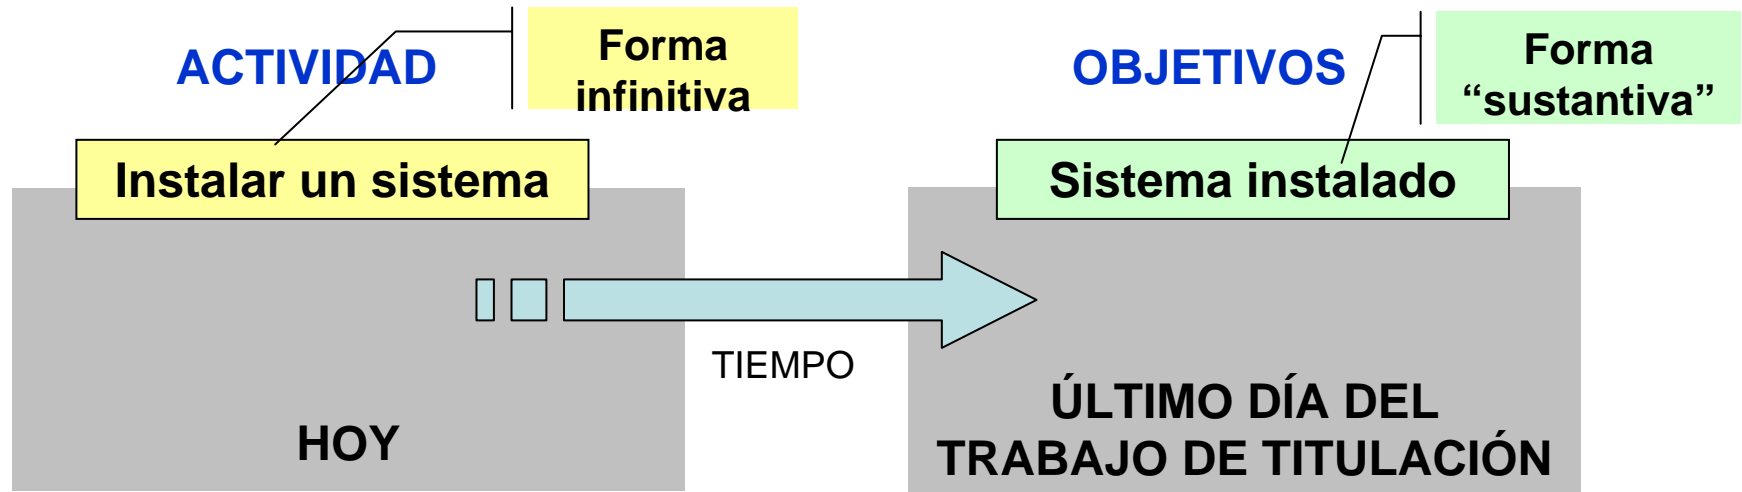 ACTIVIDAD
Forma
infinitiva
Instalar un sistema
HOY
TIEMPO
OBJETIVOS
Forma
“sustantiva”
Sistema instalado
ÚLTIMO DÍA DEL
TRABAJO DE TITULACIÓN